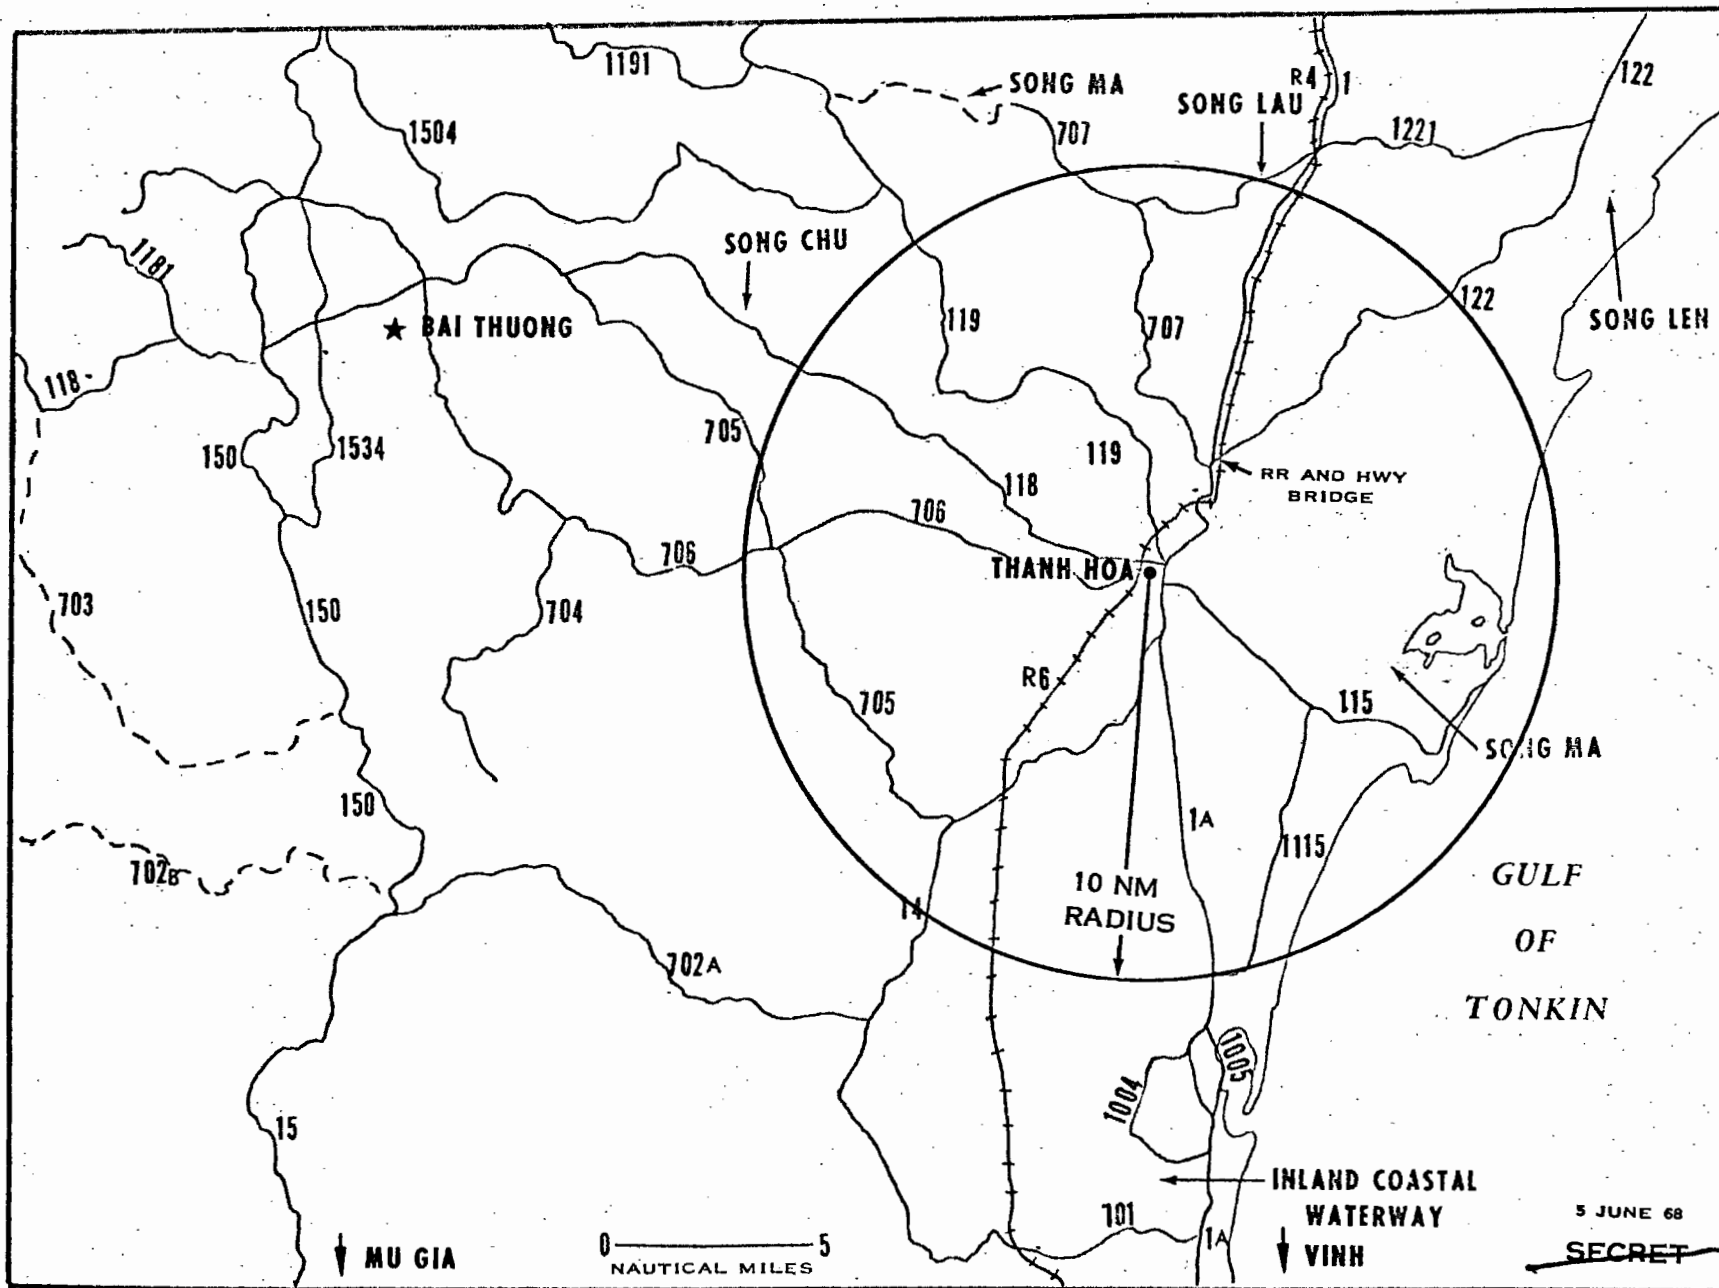 1191
SONG MA
R4
1
122
SONG LAU
1504
707
1221
SONG CHU
1181
122
119
707
SONG LEN
BAI THUONG
118-
705
119
150
1534
118
RR AND HWY
BRIDGE
706
706
THANH HOA
703
150
704
R6
705
115
SONG MA
150
1A
1115
702B
10 NM
RADIUS
GULF
OF
TONKIN
14
702A
1005
1004
15
INLAND COASTAL
WATERWAY
701
1A
VINH
MU GIA
0
5
NAUTICAL MILES
5 JUNE 68
SECRET